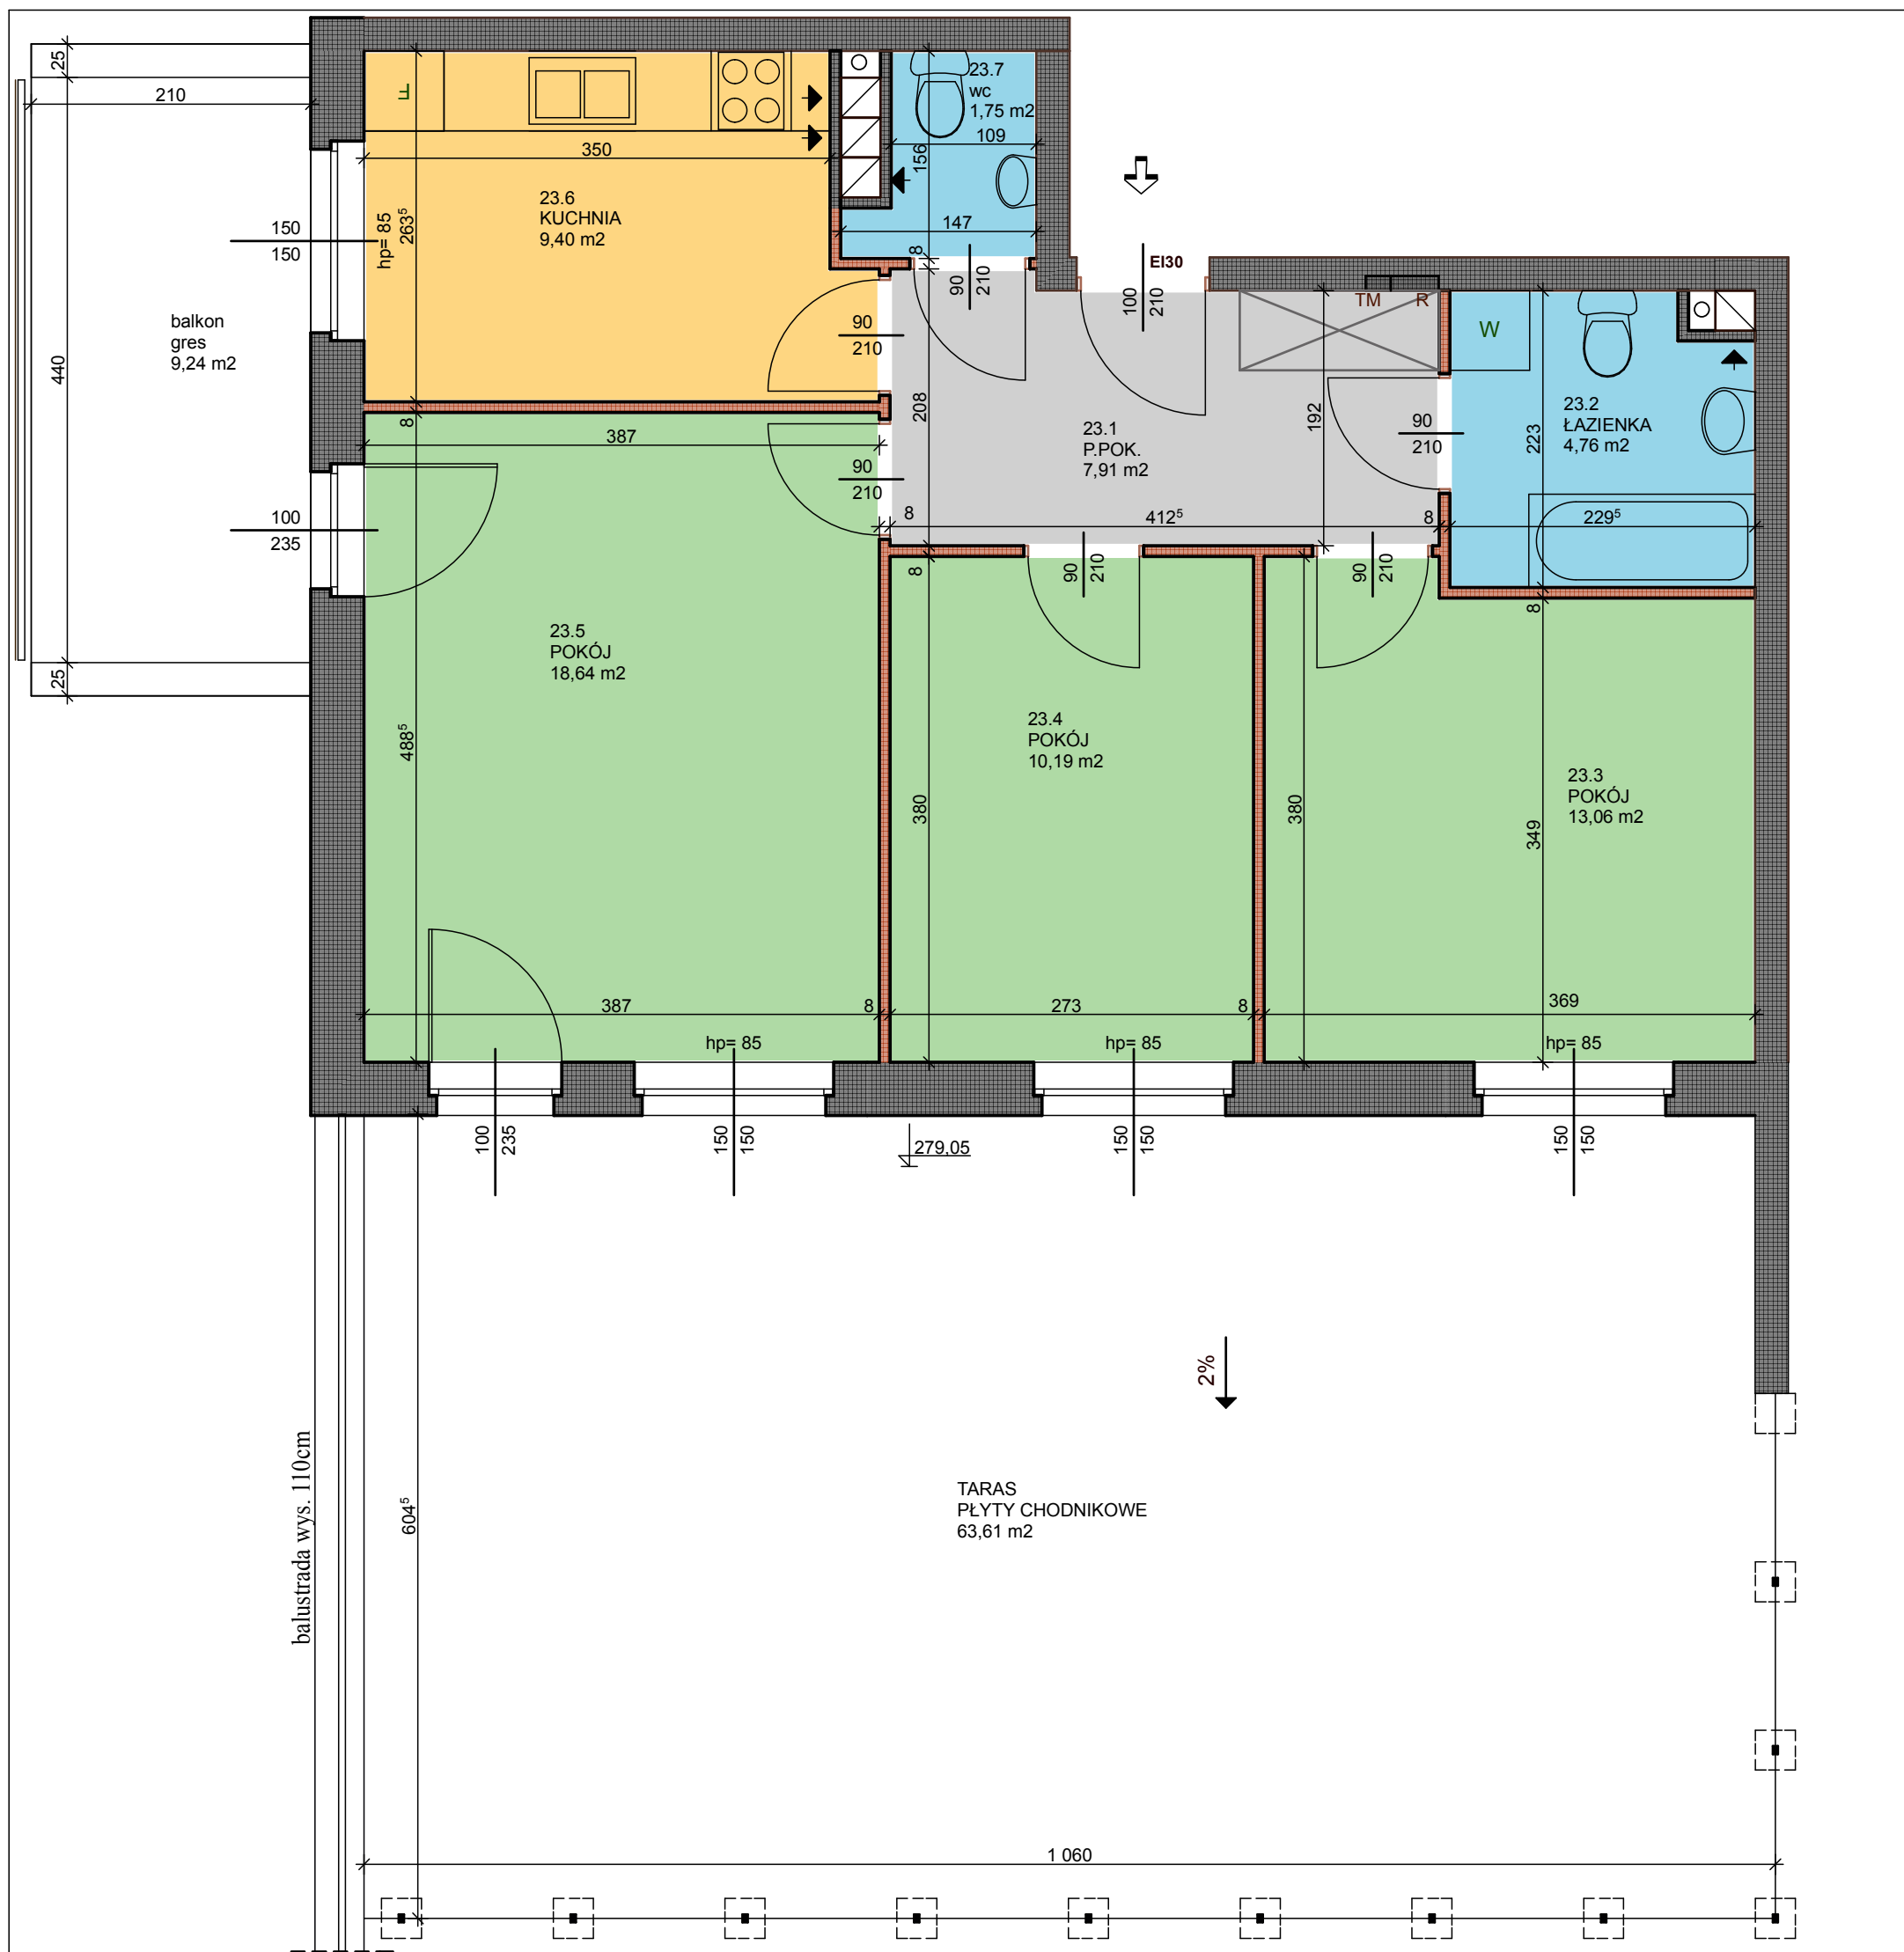 25
210
440
25
balkon
gres
9,24 m2
150
150
hp= 85
263⁵
F
350
23.6
KUCHNIA
9,40 m2
23.7
wc
1,75 m2
109
156
147
8
90
210
100
210
EI30
TM
R
W
90
210
208
192
23.1
P.POK.
7,91 m2
90
210
223
23.2
ŁAZIENKA
4,76 m2
8
387
90
210
8
412⁵
8
229⁵
100
235
8
90
210
90
210
8
23.5
POKÓJ
18,64 m2
488⁵
23.4
POKÓJ
10,19 m2
380
380
23.3
POKÓJ
13,06 m2
349
387
8
273
8
369
hp= 85
hp= 85
hp= 85
100
235
150
150
279,05
150
150
150
150
2%
balustrada wys. 110cm
604⁵
TARAS
PŁYTY CHODNIKOWE
63,61 m2
1 060